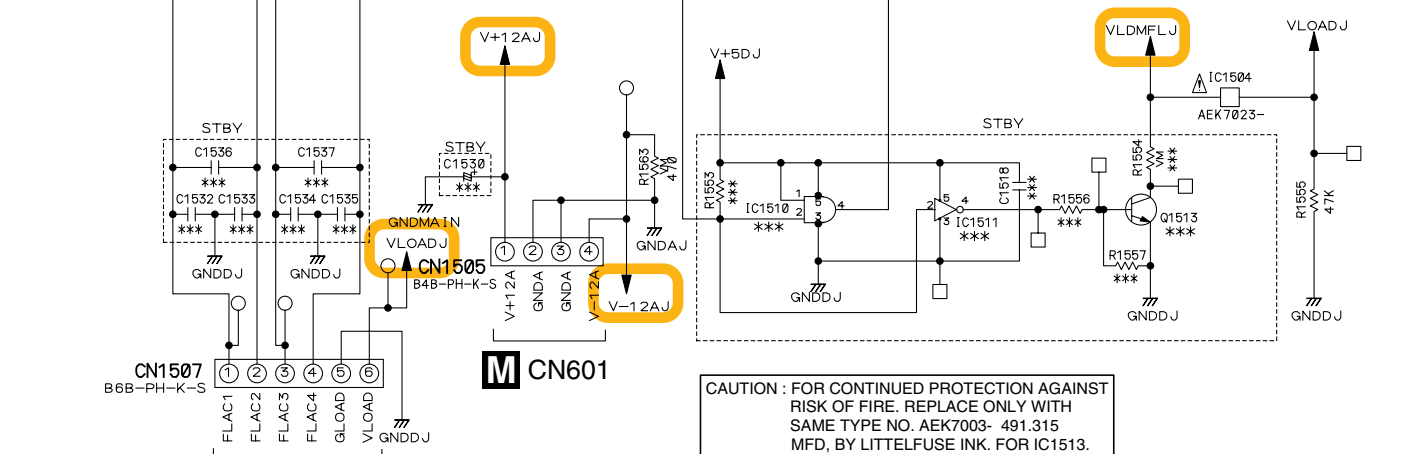 V+12AJ
VLDMFLJ
VLOADJ
V+5DJ
IC1504
AEK7023-
STBY
STBY
STBY
C1536
***
C1537
***
C1530
***
R1563
VM
470
R1553
***
C1518
***
R1554
VM
***
C1532
***
C1533
***
C1534
***
C1535
***
1
2
5
3
4
IC1510
***
2
5
3
4
IC1511
***
R1556
***
Q1513
***
R1555
47K
R1557
***
GNDMAIN
VLOADJ
GNDDJ
GNDDJ
CN1505
B4B-PH-K-S
1 2 3 4
V+12A
GNDA
GNDA
V-12A
GNDAJ
V-12AJ
GNDDJ
GNDDJ
GNDDJ
M CN601
CN1507
B6B-PH-K-S
1 2 3 4 5 6
FLAC1
FLAC2
FLAC3
FLAC4
GLOAD
VLOAD
GNDDJ
CAUTION : FOR CONTINUED PROTECTION AGAINST
RISK OF FIRE. REPLACE ONLY WITH
SAME TYPE NO. AEK7003- 491.315
MFD, BY LITTELFUSE INK. FOR IC1513.